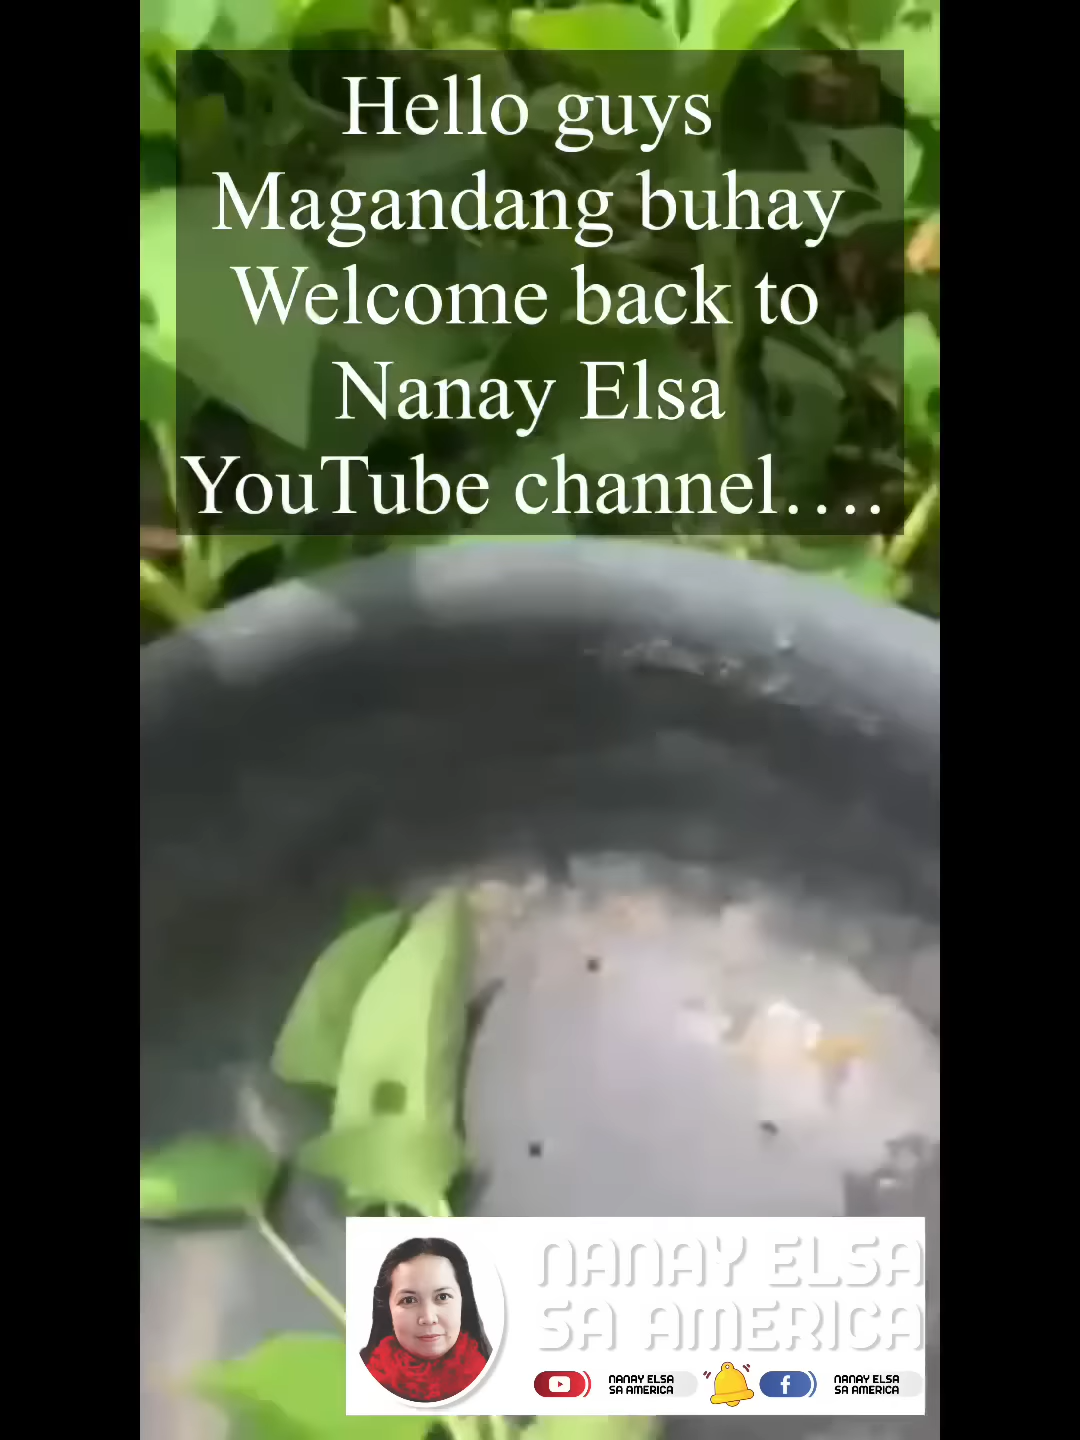 Hello guys
Magandang buhay
Welcome back to
Nanay Elsa
YouTube channel....
NANAY ELSA
SA AMERICA
NANAY ELSA
SA AMERICA
NANAY ELSA
SA AMERICA